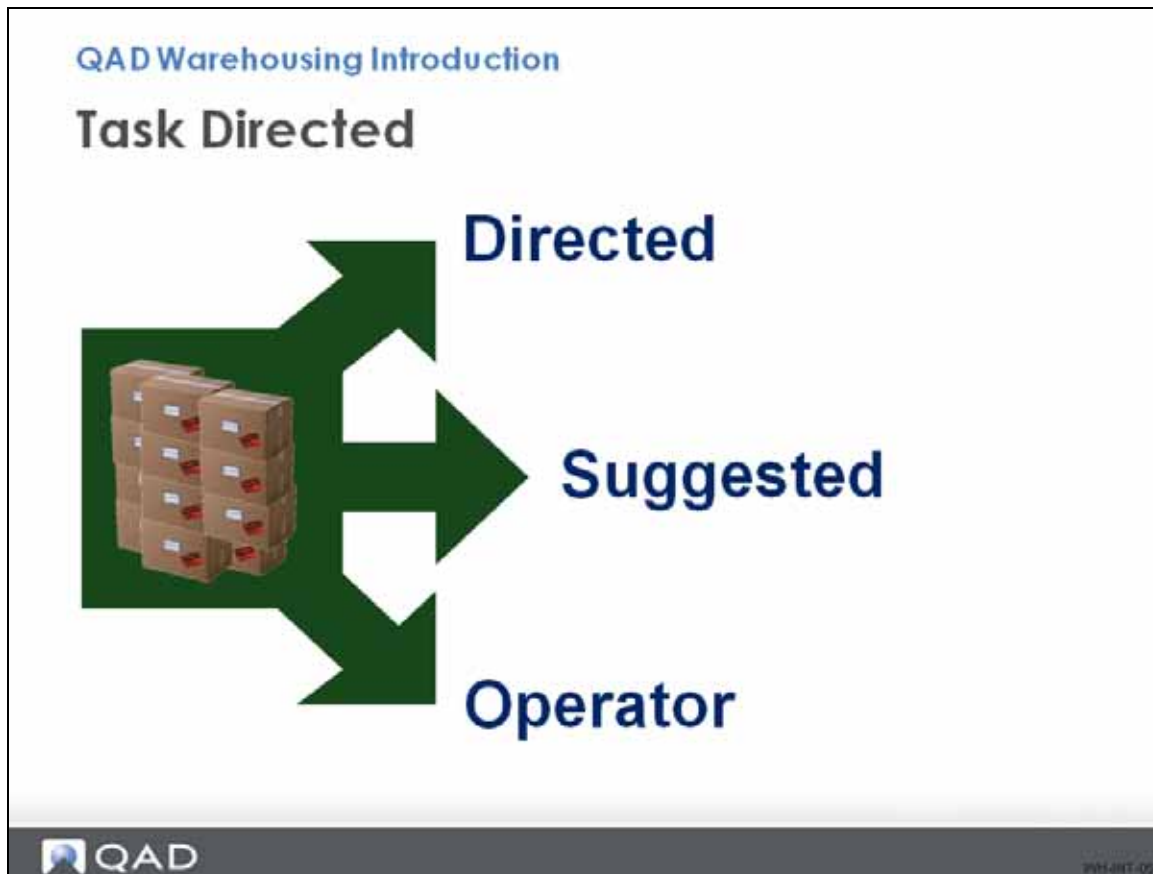 QAD Warehousing Introduction
Task Directed
Directed
Suggested
Operator
QAD